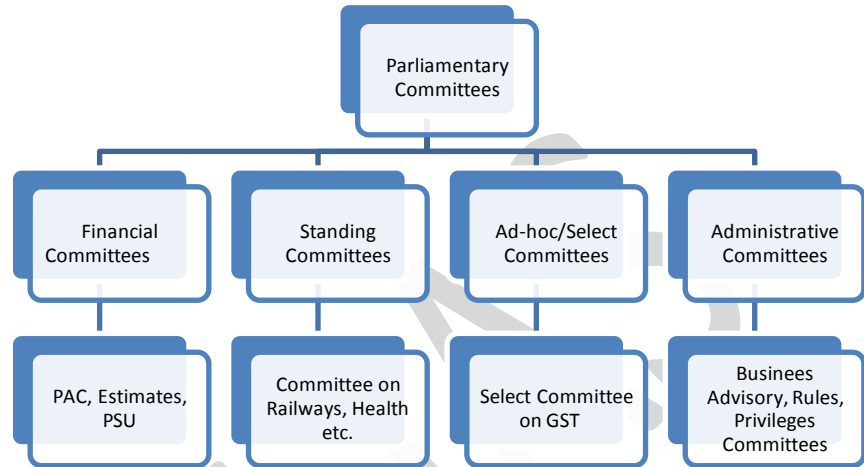 Parliamentary
Committees
Financial
Committees
Standing
Committees
Ad-hoc/Select
Committees
Administrative
Committees
PAC, Estimates,
PSU
Committee on
Railways, Health
etc.
Select Committee
on GST
Businees
Advisory, Rules,
Privileges
Committees